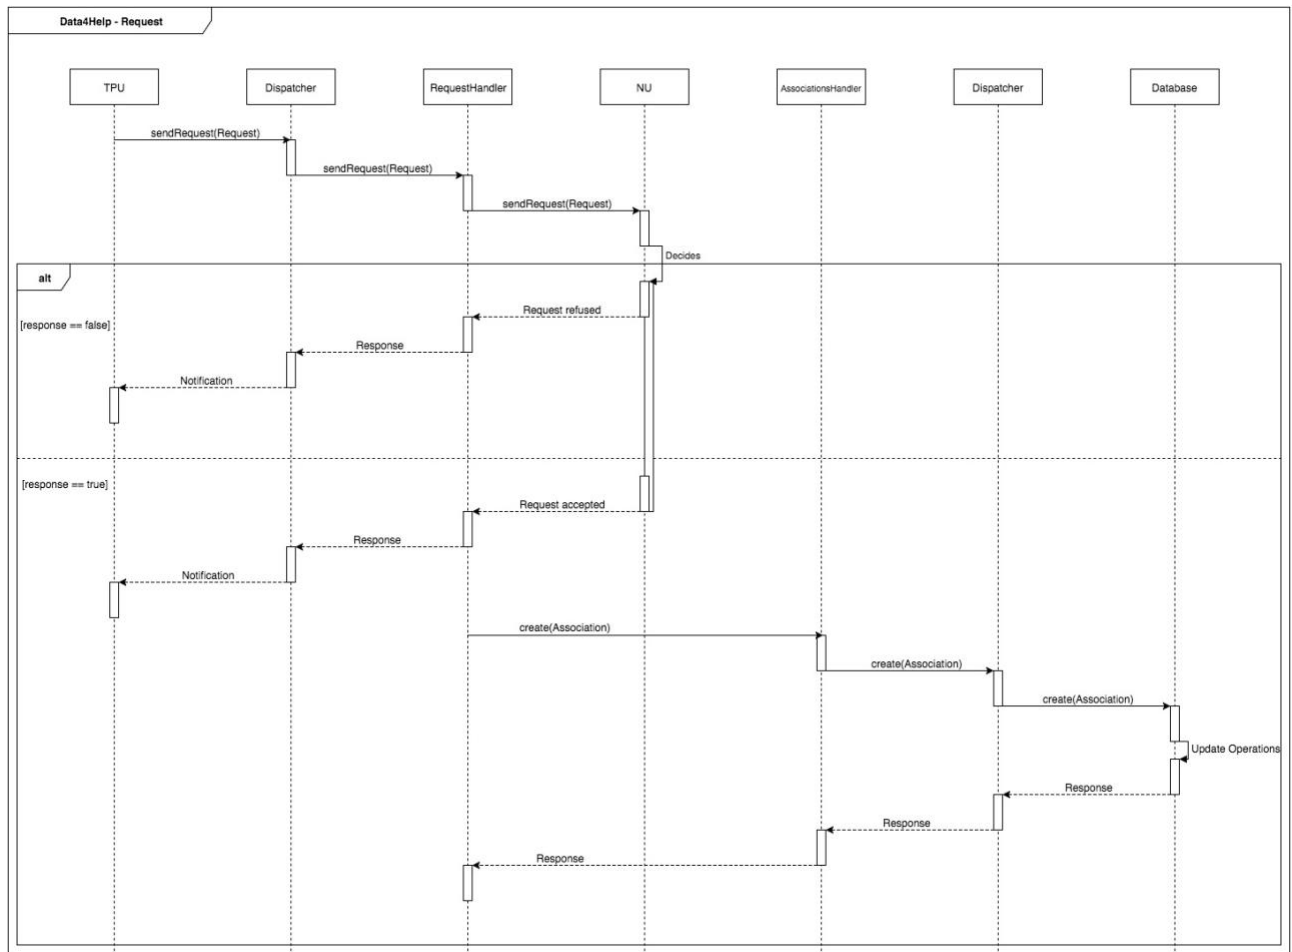 Data4Help - Request
TPU
Dispatcher
RequestHandler
NU
AssociationsHandler
Dispatcher
Database
sendRequest(Request)
sendRequest(Request)
sendRequest(Request)
Decides
alt
Request refused
[response == false]
Response
Notification
[response == true]
Request accepted
Response
Notification
create(Association)
create(Association)
create(Association)
Update Operations
Response
Response
Response